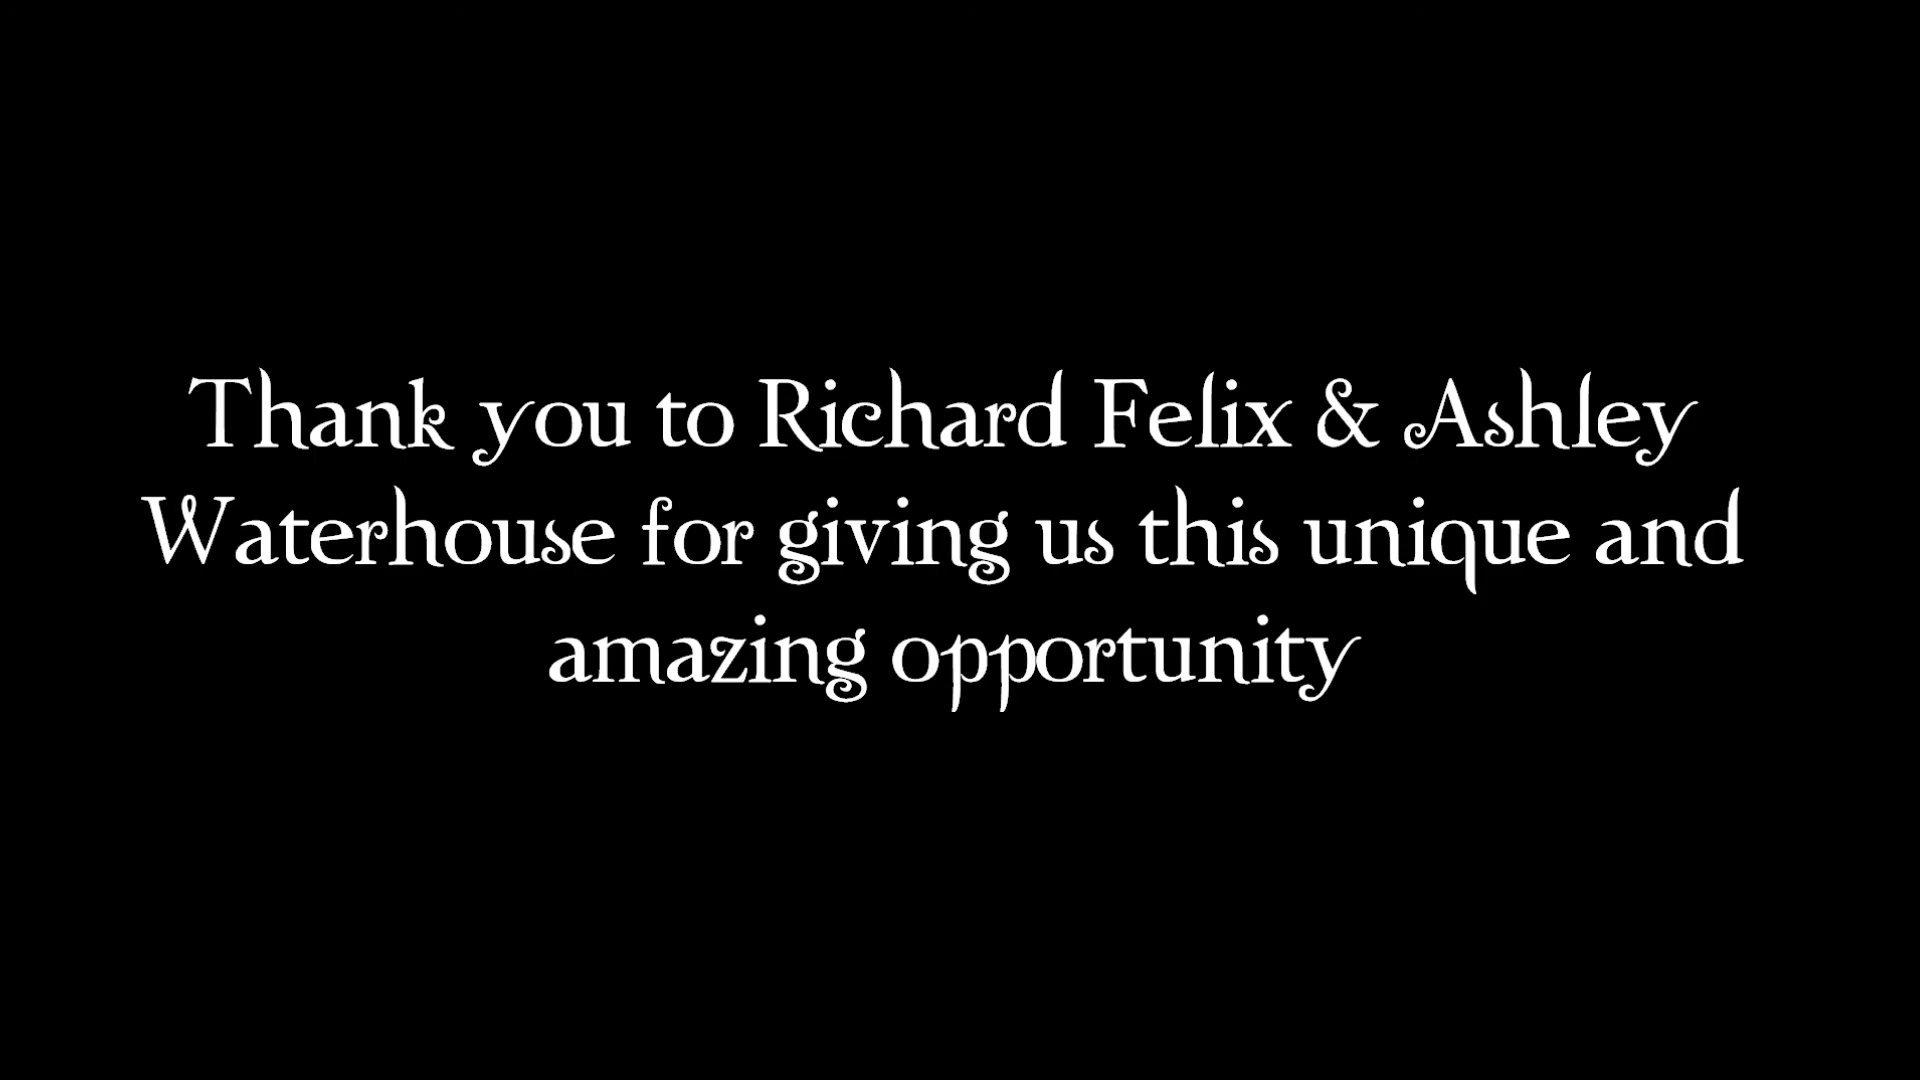 Thank you to Richard Felix & Ashley
Waterhouse for giving us this unique and
amazing opportunity